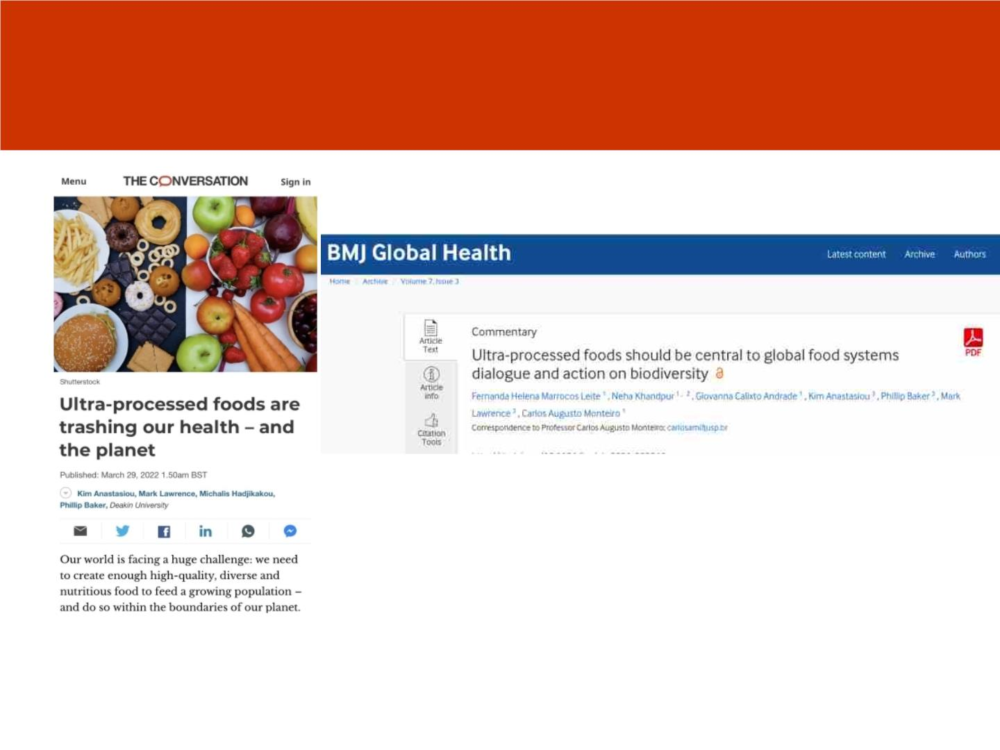 Menu THE CONVERSATION Sign in
Shutterstock
Ultra-processed foods are
trashing our health – and
the planet
Published: March 29, 2022 1.50am BST
Kim Anastasiou, Mark Lawrence, Michalis Hadjikakou,
Phillip Baker, Deakin University
Our world is facing a huge challenge: we need
to create enough high-quality, diverse and
nutritious food to feed a growing population –
and do so within the boundaries of our planet.
BMJ Global Health Latest content Archive Authors
Home / Archive / Volume 7, Issue 3
Article
Text
Article
info
Citation
Tools
Commentary
PDF
Ultra-processed foods should be central to global food systems
dialogue and action on biodiversity
Fernanda Helena Marrocos Leite 1, Neha Khandpur 1, 2, Giovanna Calixto Andrade 1, Kim Anastasiou 3, Phillip Baker 3, Mark
Lawrence 3, Carlos Augusto Monteiro 1
Correspondence to Professor Carlos Augusto Monteiro;